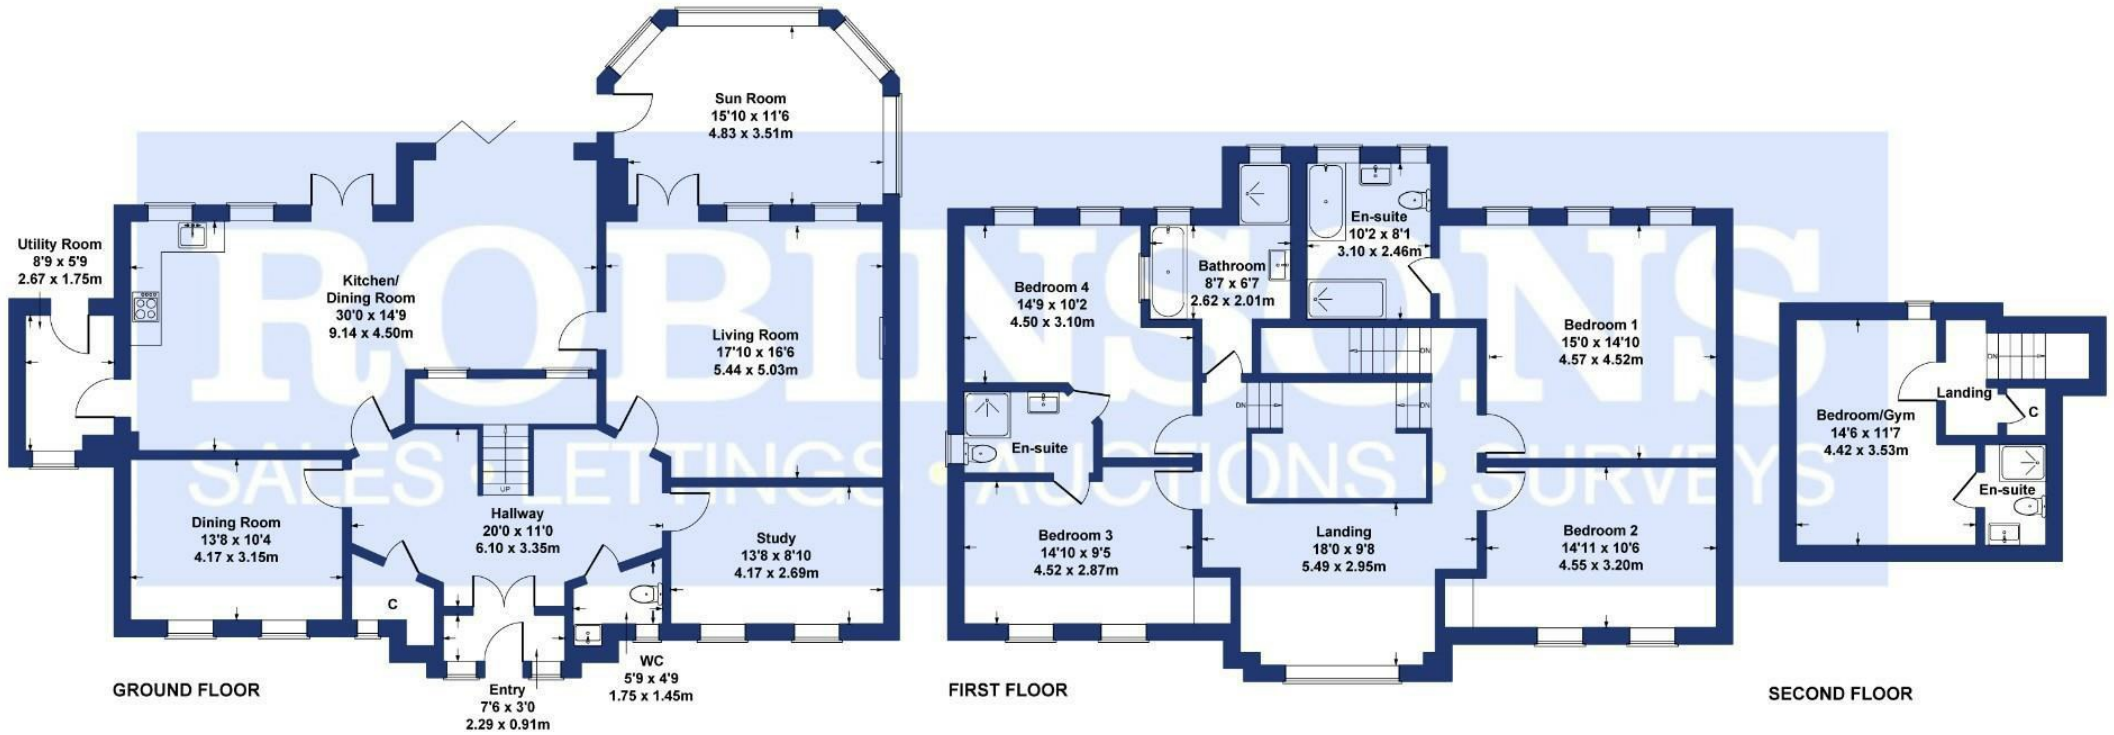 Sun Room
15'10 x 11'6
4.83 x 3.51m
Utility Room
8'9 x 5'9
2.67 x 1.75m
Kitchen/
Dining Room
30'0 x 14'9
9.14 x 4.50m
Living Room
17'10 x 16'6
5.44 x 5.03m
UP
Hallway
20'0 x 11'0
6.10 x 3.35m
Dining Room
13'8 x 10'4
4.17 x 3.15m
Study
13'8 x 8'10
4.17 x 2.69m
C
WC
5'9 x 4'9
1.75 x 1.45m
Entry
7'6 x 3'0
2.29 x 0.91m
GROUND FLOOR
En-suite
10'2 x 8'1
3.10 x 2.46m
Bathroom
8'7 x 6'7
2.62 x 2.01m
Bedroom 4
14'9 x 10'2
4.50 x 3.10m
Bedroom 1
15'0 x 14'10
4.57 x 4.52m
DN
DN
DN
En-suite
Bedroom 3
14'10 x 9'5
4.52 x 2.87m
Landing
18'0 x 9'8
5.49 x 2.95m
Bedroom 2
14'11 x 10'6
4.55 x 3.20m
FIRST FLOOR
DN
Landing
C
Bedroom/Gym
14'6 x 11'7
4.42 x 3.53m
En-suite
SECOND FLOOR
ROBINSONS
SALES • LETTINGS • AUCTIONS • SURVEYS